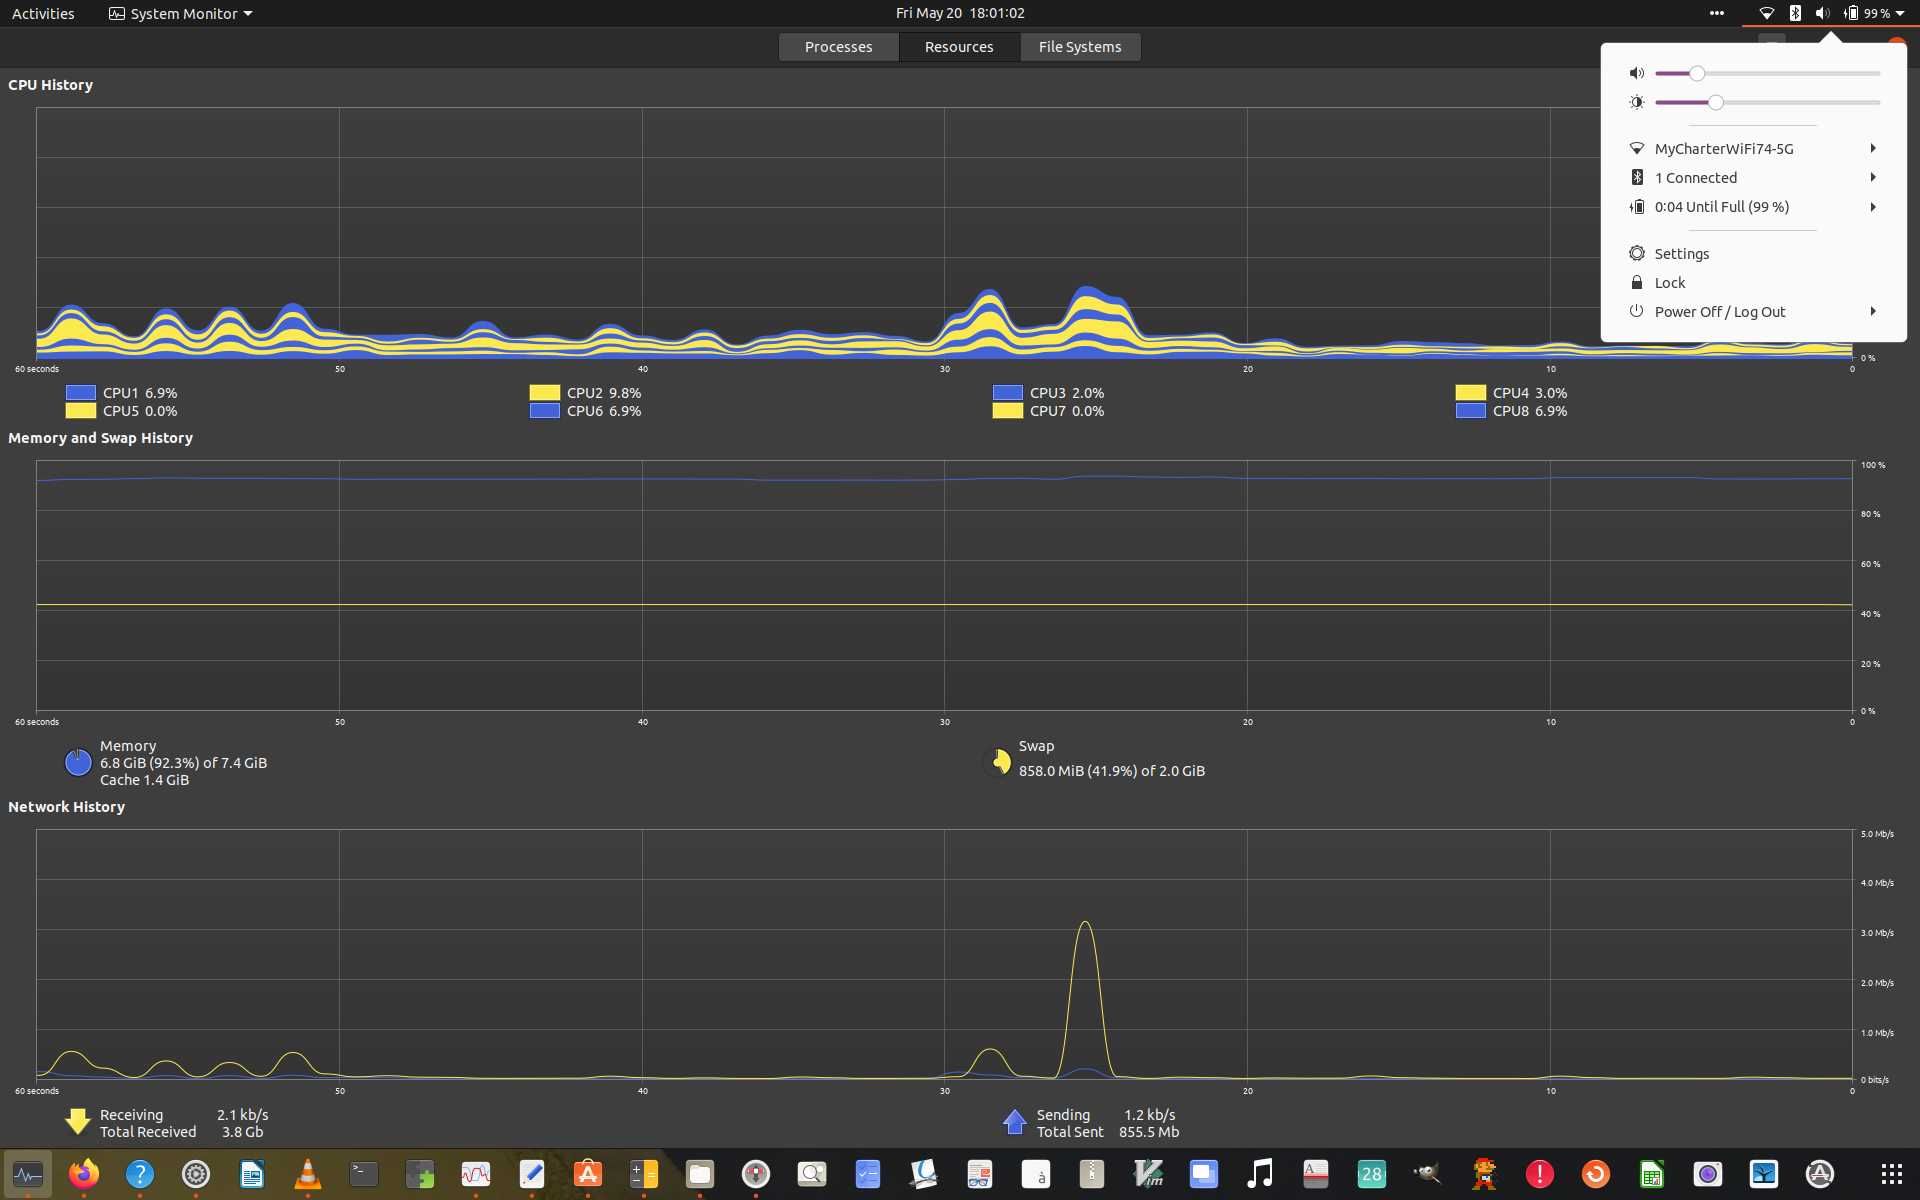 Activities
System Monitor
Fri May 20 18:01:02
99 %
Processes
Resources
File Systems
CPU History
MyCharterWiFi74-5G
1 Connected
0:04 Until Full (99 %)
Settings
Lock
Power Off / Log Out
0 %
60 seconds 50 40 30 20 10 0
CPU1 6.9% CPU2 9.8% CPU3 2.0% CPU4 3.0%
CPU5 0.0% CPU6 6.9% CPU7 0.0% CPU8 6.9%
Memory and Swap History
100 %
80 %
60 %
40 %
20 %
0 %
60 seconds 50 40 30 20 10 0
Memory
6.8 GiB (92.3%) of 7.4 GiB
Cache 1.4 GiB
Swap
858.0 MiB (41.9%) of 2.0 GiB
Network History
5.0 Mb/s
4.0 Mb/s
3.0 Mb/s
2.0 Mb/s
1.0 Mb/s
0 bits/s
60 seconds 50 40 30 20 10 0
Receiving 2.1 kb/s
Total Received 3.8 Gb
Sending 1.2 kb/s
Total Sent 855.5 Mb
?
>_
à
Vim
A
28
!
A